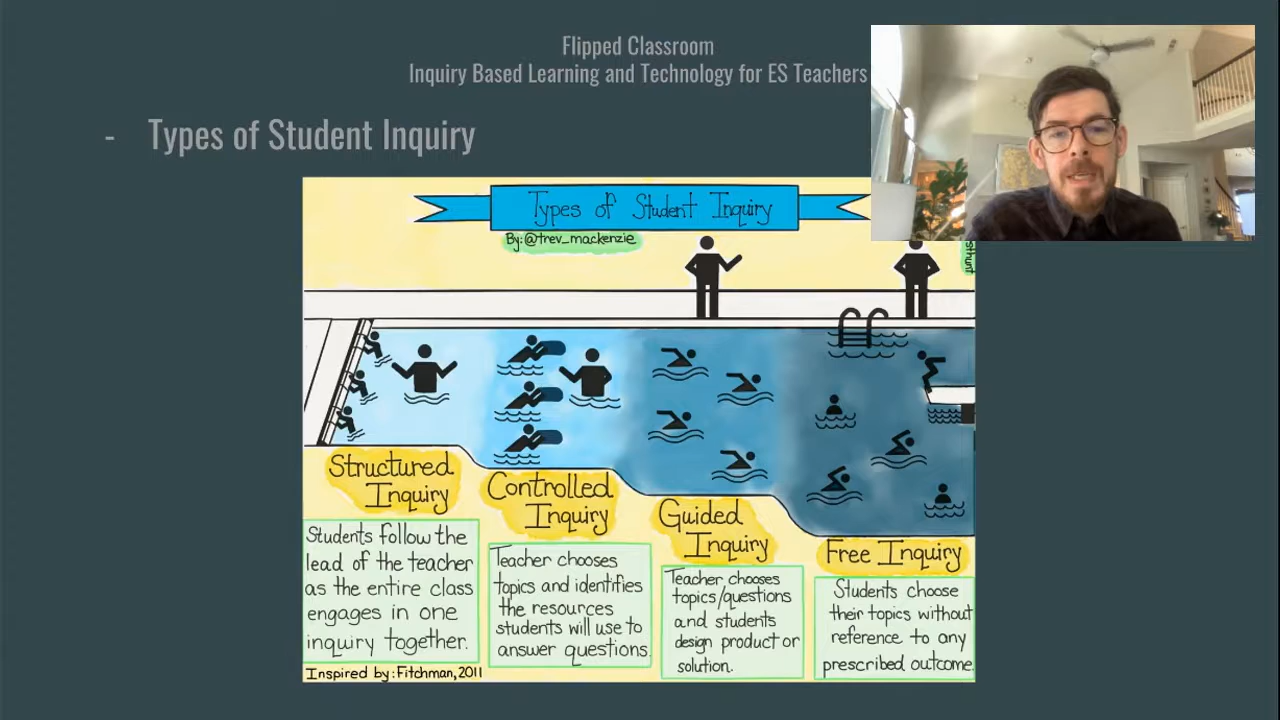 Flipped Classroom
Inquiry Based Learning and Technology for ES Teachers
- Types of Student Inquiry
Types of Student Inquiry
By:@trev_mackenzie
Structured
Inquiry
Students follow the
lead of the teacher
as the entire class
engages in one
inquiry together.
Controlled
Inquiry
Teacher chooses
topics and identifies
the resources
students will use to
answer questions.
Guided
Inquiry
Teacher chooses
topics/questions
and students
design product or
solution.
Free Inquiry
Students choose
their topics without
reference to any
prescribed outcome.
Inspired by:Fitchman,2011